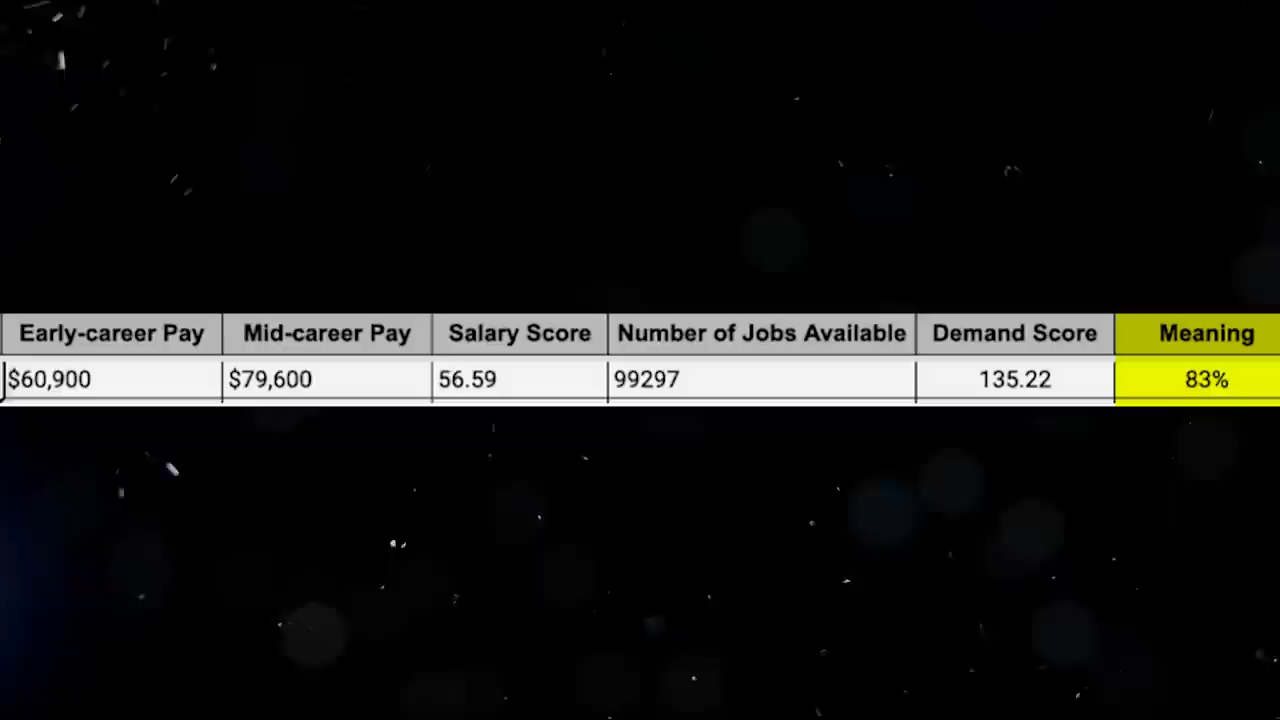 Early-career Pay Mid-career Pay Salary Score Number of Jobs Available Demand Score Meaning
$60,900 $79,600 56.59 99297 135.22 83%